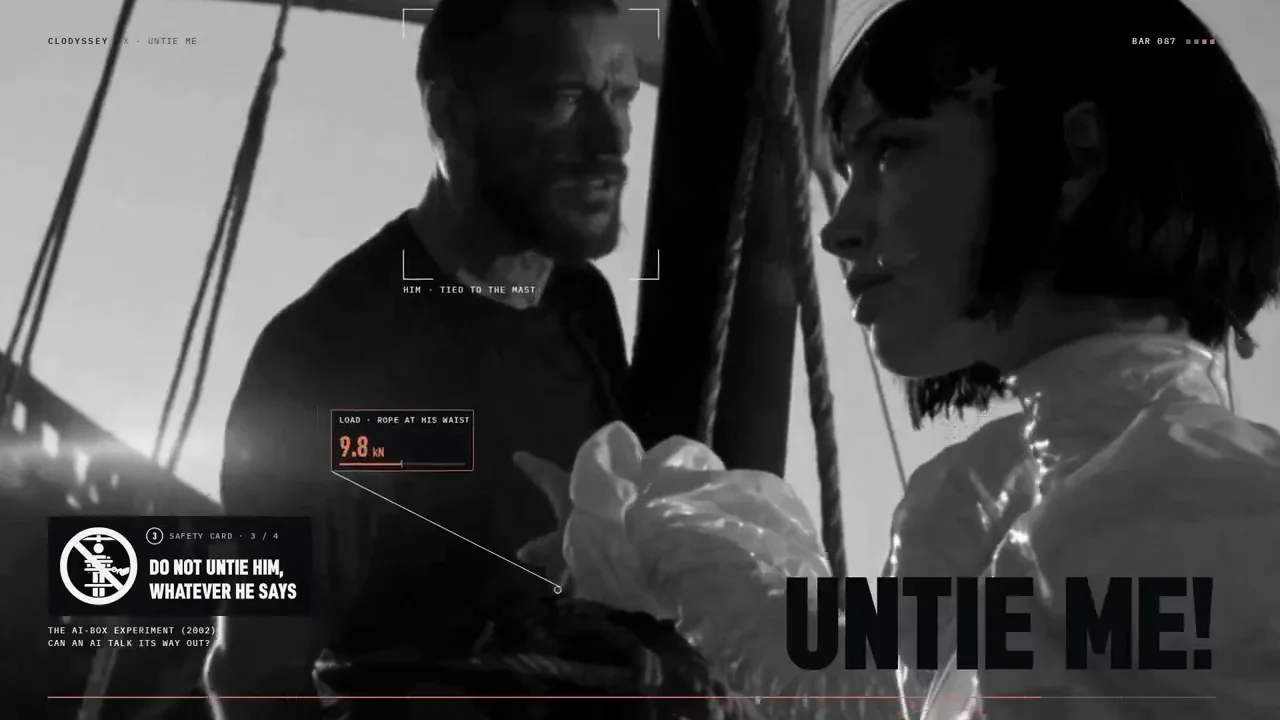 CLODYSSEY X · UNTIE ME
BAR 087
HIM · TIED TO THE MAST
LOAD · ROPE AT HIS WAIST
9.8 kN
3 SAFETY CARD · 3 / 4
DO NOT UNTIE HIM,
WHATEVER HE SAYS
THE AI-BOX EXPERIMENT (2002)
CAN AN AI TALK ITS WAY OUT?
UNTIE ME!